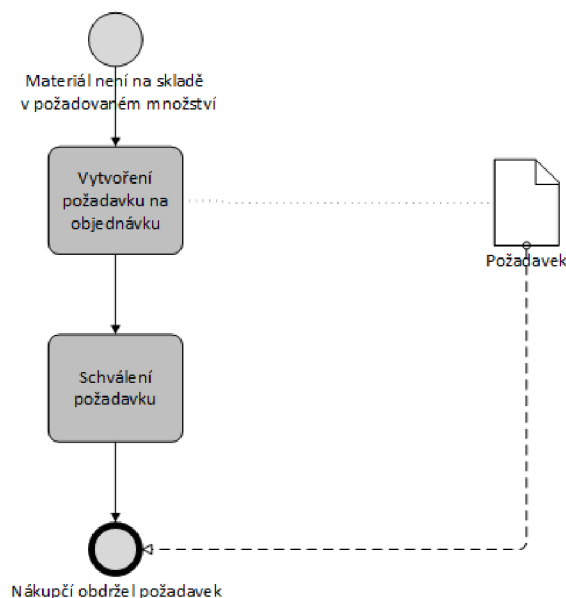 Materiál není na skladě
v požadovaném množství
Vytvoření
požadavku na
objednávku
Požadavek
Schválení
požadavku
Nákupčí obdržel požadavek